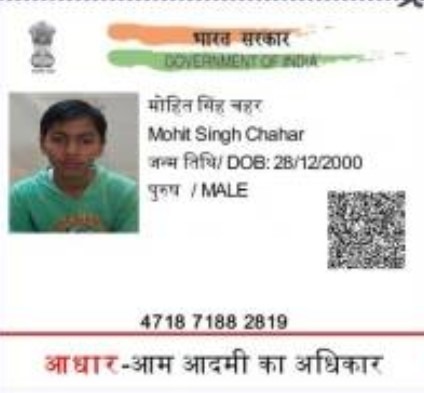 भारत सरकार
GOVERNMENT OF INDIA
मोहित सिंह चहर
Mohit Singh Chahar
जन्म तिथि/ DOB: 28/12/2000
पुरुष / MALE
4718 7188 2819
आधार-आम आदमी का अधिकार